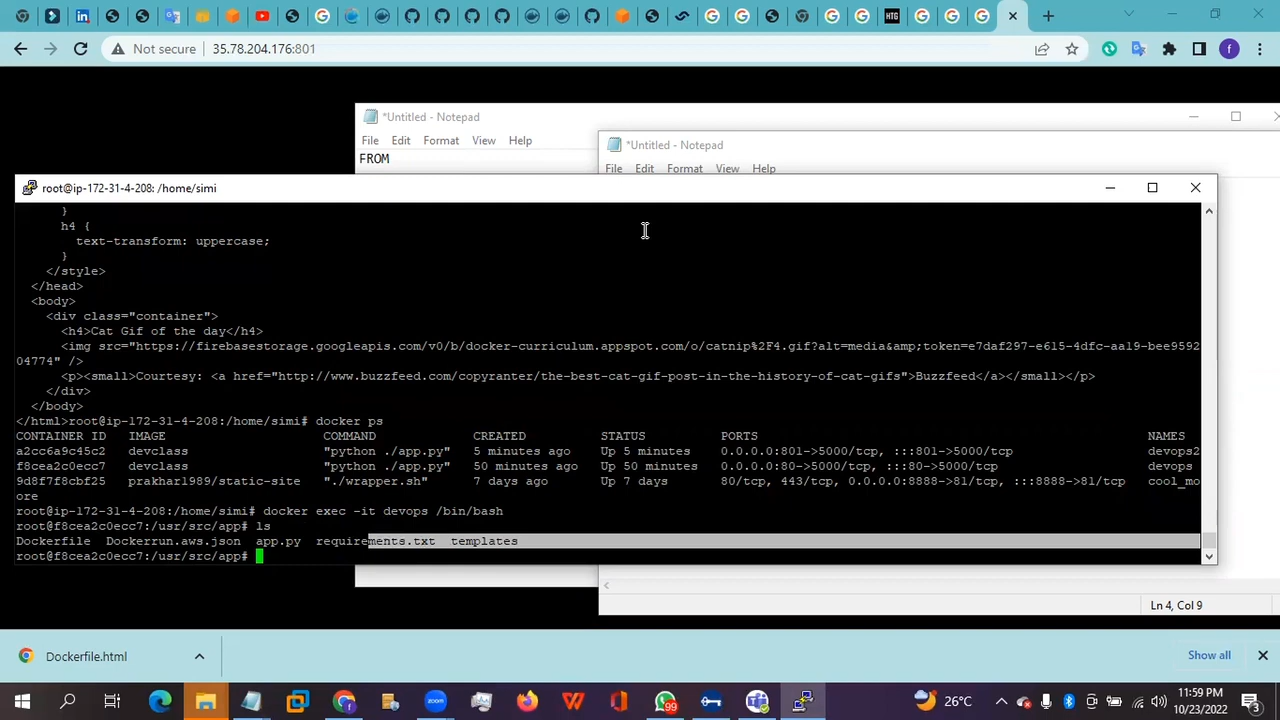 Not secure
35.78.204.176:801
*Untitled - Notepad
File Edit Format View Help
FROM
*Untitled - Notepad
File Edit Format View Help
root@ip-172-31-4-208: /home/simi
}
h4 {
text-transform: uppercase;
}
</style>
</head>
<body>
<div class="container">
<h4>Cat Gif of the day</h4>
<img src="https://firebasestorage.googleapis.com/v0/b/docker-curriculum.appspot.com/o/catnip%2F4.gif?alt=media&amp;token=e7daf297-e615-4dfc-aa19-bee9592
04774" />
<p><small>Courtesy: <a href="http://www.buzzfeed.com/copyranter/the-best-cat-gif-post-in-the-history-of-cat-gifs">Buzzfeed</a></small></p>
</div>
</body>
</html>root@ip-172-31-4-208:/home/simi# docker ps
CONTAINER ID IMAGE COMMAND CREATED STATUS PORTS NAMES
a2cc6a9c45c2 devclass "python ./app.py" 5 minutes ago Up 5 minutes 0.0.0.0:801->5000/tcp, :::801->5000/tcp devops2
f8cea2c0ecc7 devclass "python ./app.py" 50 minutes ago Up 50 minutes 0.0.0.0:80->5000/tcp, :::80->5000/tcp devops
9d8f7f8cbf25 prakhar1989/static-site "./wrapper.sh" 7 days ago Up 7 days 80/tcp, 443/tcp, 0.0.0.0:8888->81/tcp, :::8888->81/tcp cool_mo
ore
root@ip-172-31-4-208:/home/simi# docker exec -it devops /bin/bash
root@f8cea2c0ecc7:/usr/src/app# ls
Dockerfile Dockerrun.aws.json app.py requirements.txt templates
root@f8cea2c0ecc7:/usr/src/app#
Ln 4, Col 9
Dockerfile.html
Show all
zoom
99
26°C
11:59 PM
10/23/2022
3